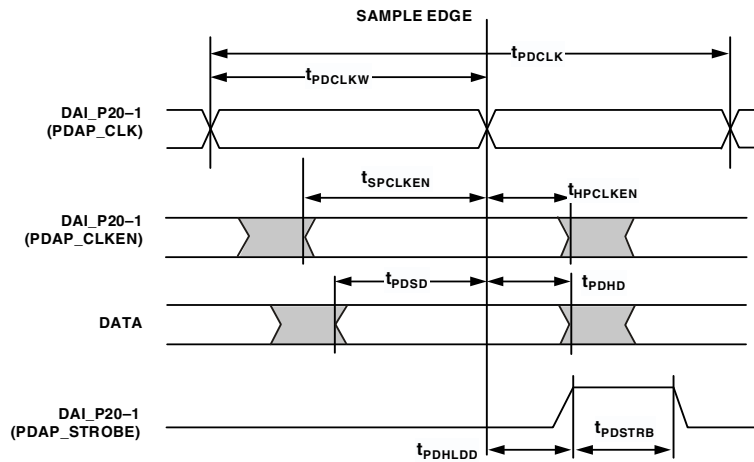 SAMPLE EDGE
tPDCLK
tPDCLKW
DAI_P20–1
(PDAP_CLK)
tSPCLKEN
tHPCLKEN
DAI_P20–1
(PDAP_CLKEN)
tPDSD
tPDHD
DATA
DAI_P20–1
(PDAP_STROBE)
tPDHLDD
tPDSTRB